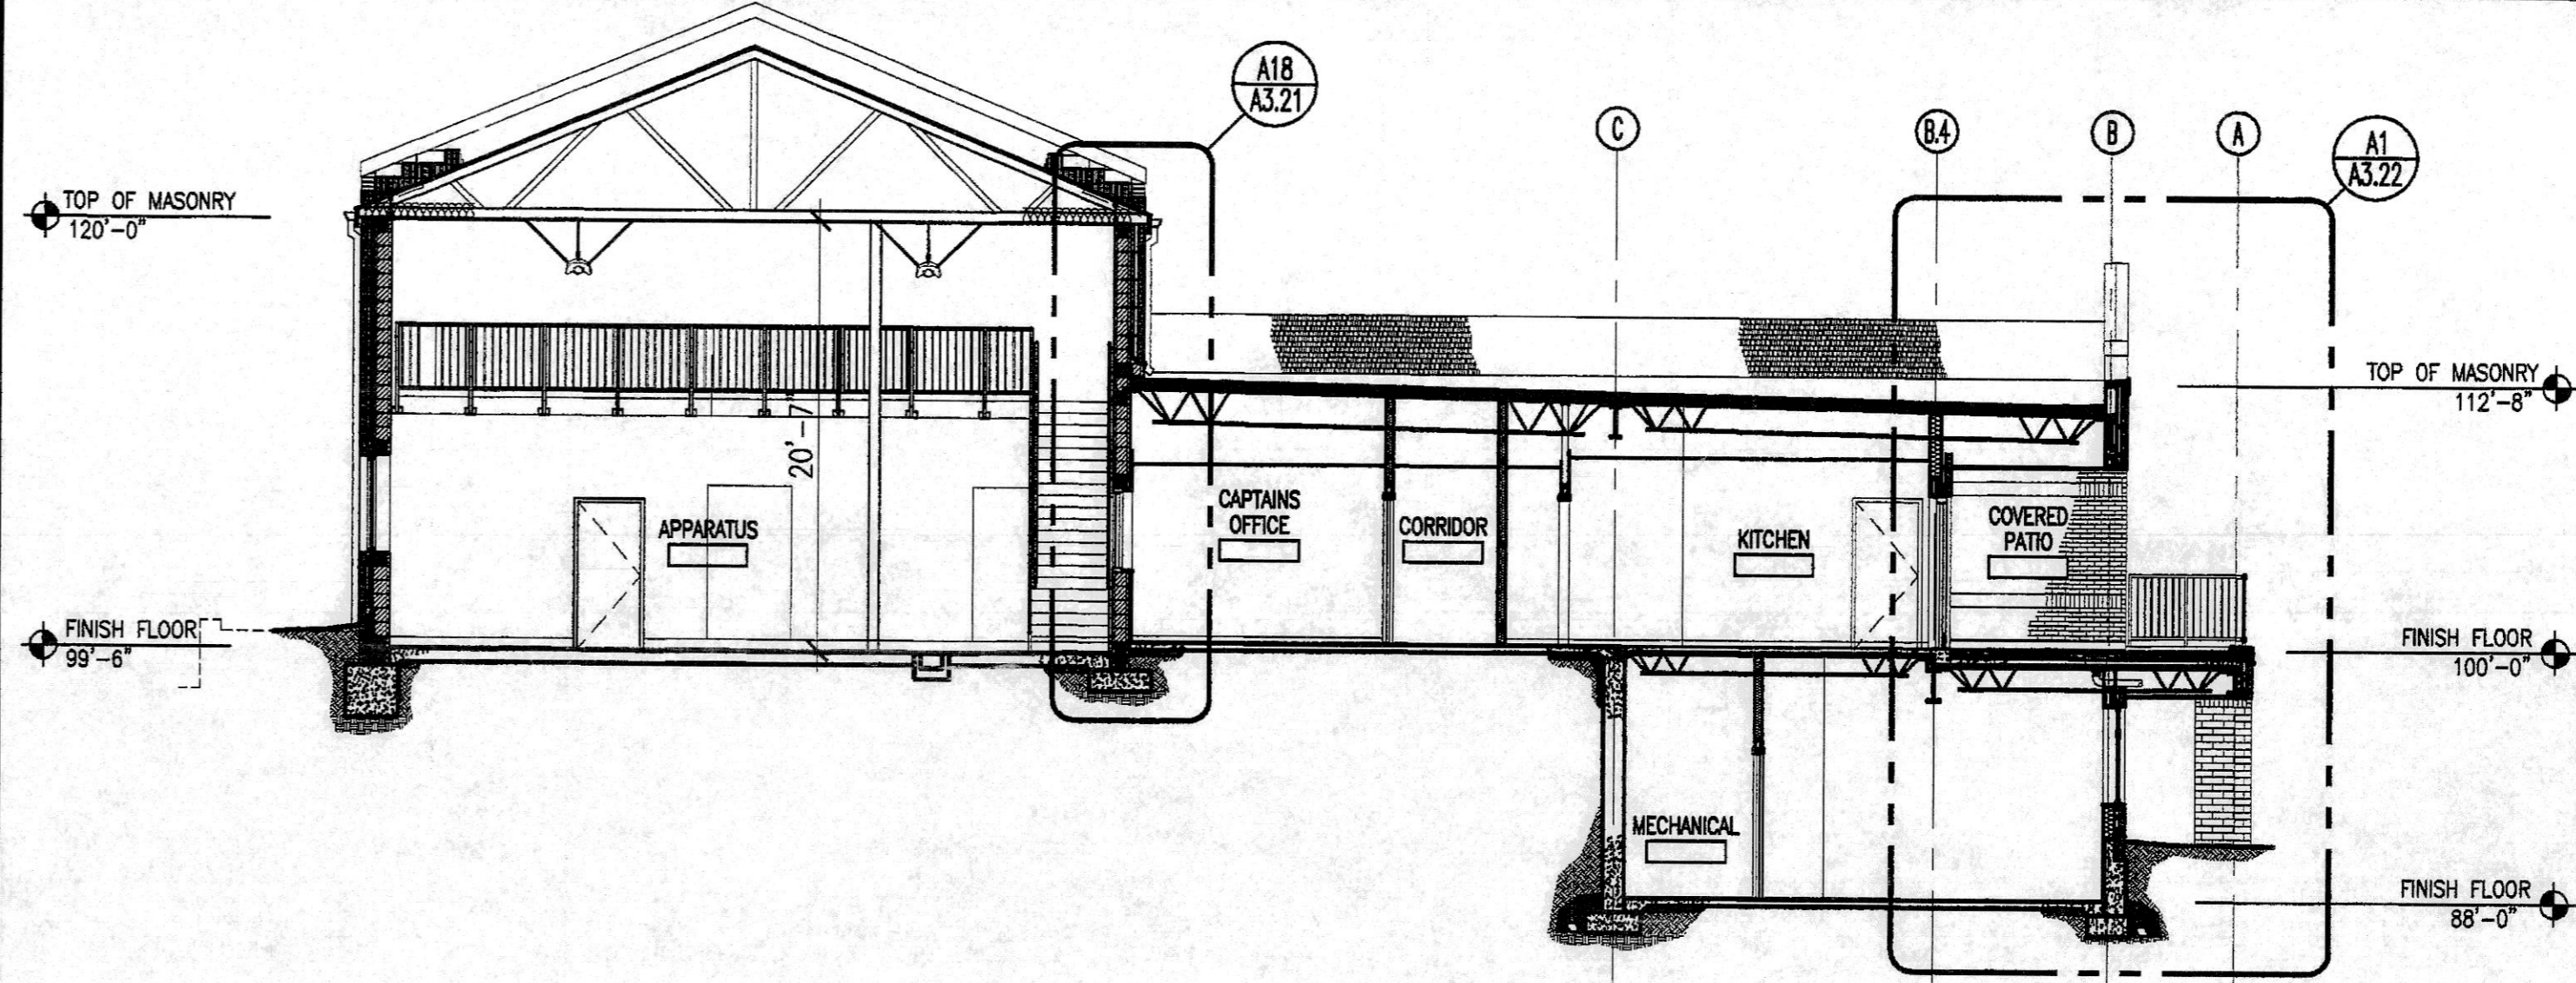 A18
A3.21
C
B.4
B
A
A1
A3.22
TOP OF MASONRY
120'-0"
TOP OF MASONRY
112'-8"
20'-7"
APPARATUS
CAPTAINS
OFFICE
CORRIDOR
KITCHEN
COVERED
PATIO
FINISH FLOOR
99'-6"
FINISH FLOOR
100'-0"
MECHANICAL
FINISH FLOOR
88'-0"